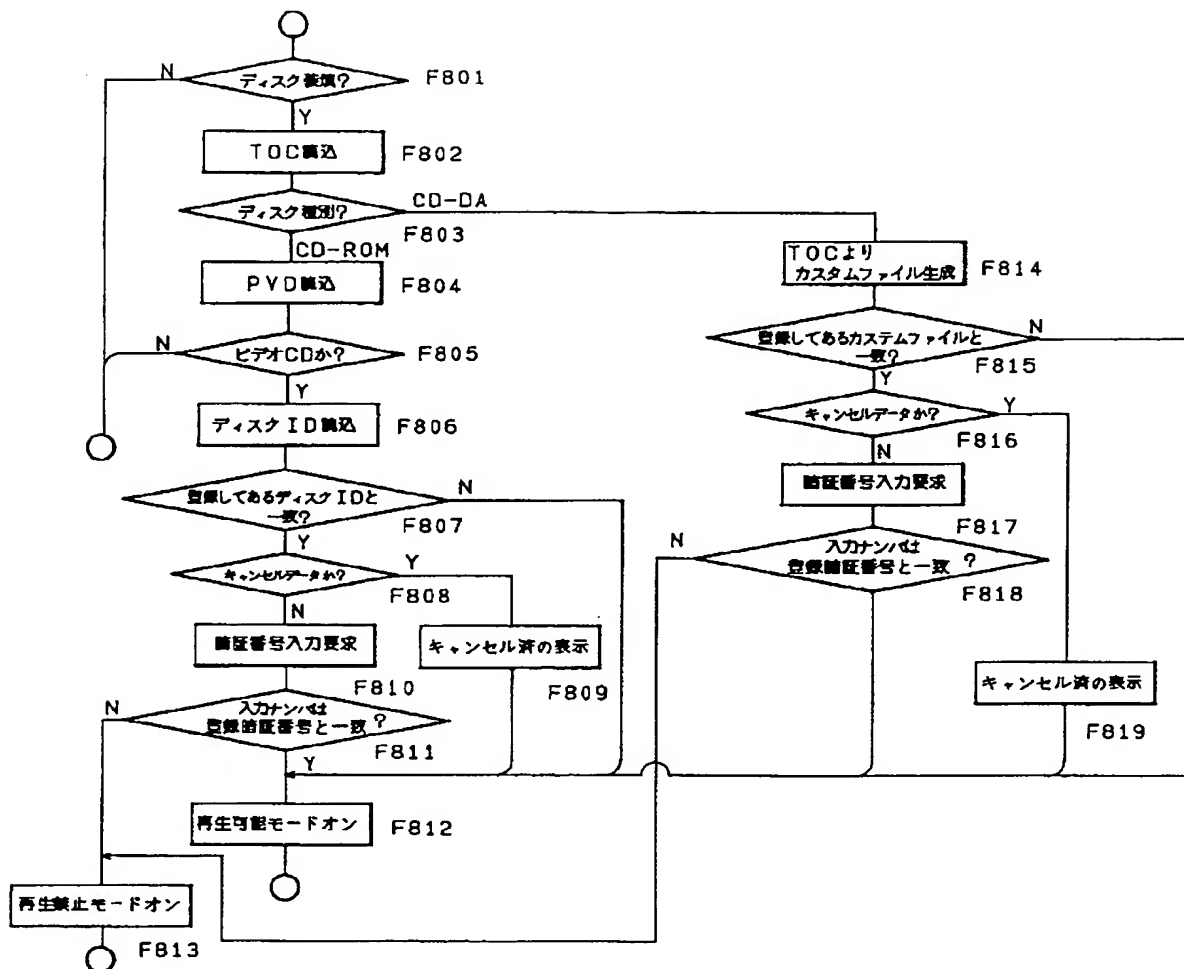 N
ディスク装填?
F801
Y
TOC読込
F802
ディスク種別?
CD-DA
F803
CD-ROM
PVD読込
F804
N
ビデオCDか?
F805
Y
ディスクID読込
F806
登録してあるディスクIDと
一致?
N
F807
Y
キャンセルデータか?
Y
F808
N
暗証番号入力要求
キャンセル済の表示
F809
F810
N
入力ナンバは
登録暗証番号と一致?
F811
Y
再生可能モードオン
F812
再生禁止モードオン
F813
TOCより
カスタムファイル生成
F814
登録してあるカステムファイルと
一致?
N
F815
Y
キャンセルデータか?
Y
F816
N
暗証番号入力要求
F817
N
入力ナンバは
登録暗証番号と一致?
F818
キャンセル済の表示
F819